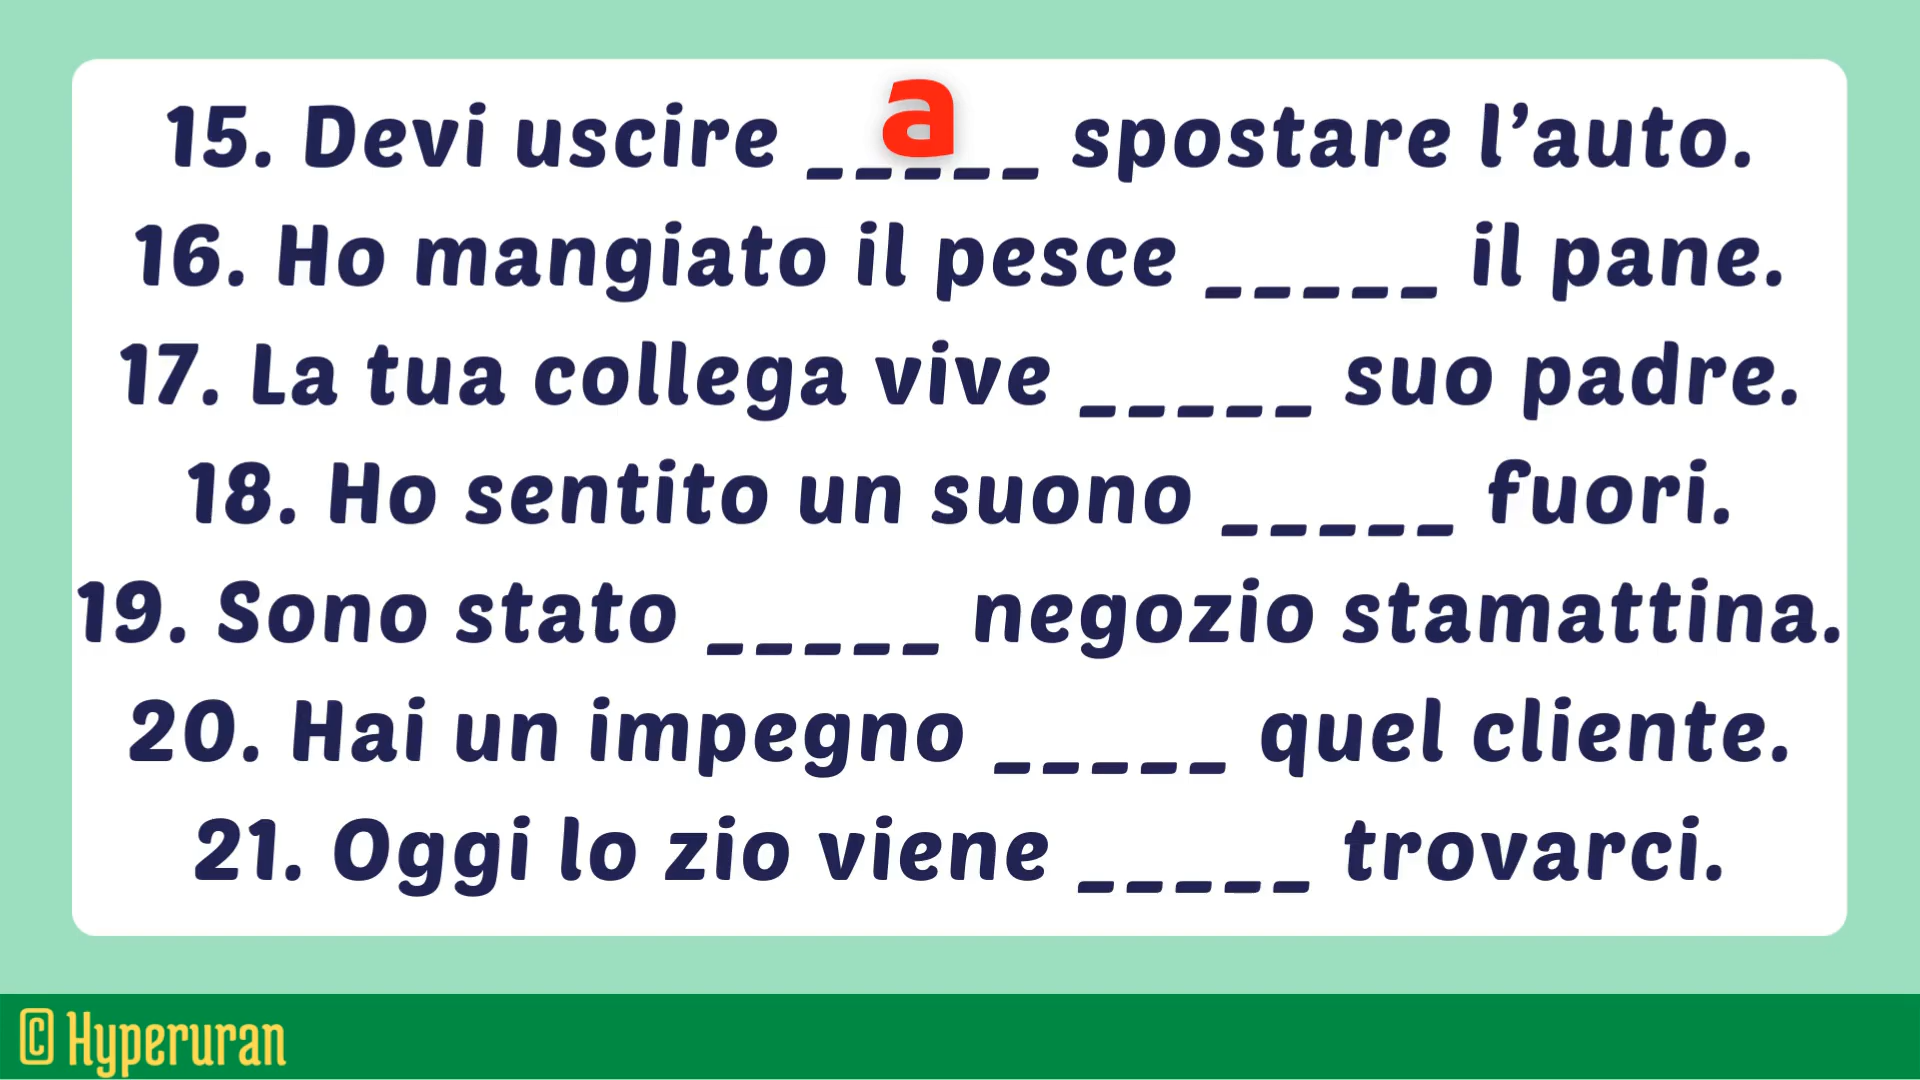 15. Devi uscire __a__ spostare l’auto.
16. Ho mangiato il pesce _____ il pane.
17. La tua collega vive _____ suo padre.
18. Ho sentito un suono _____ fuori.
19. Sono stato _____ negozio stamattina.
20. Hai un impegno _____ quel cliente.
21. Oggi lo zio viene _____ trovarci.
© Hyperuran